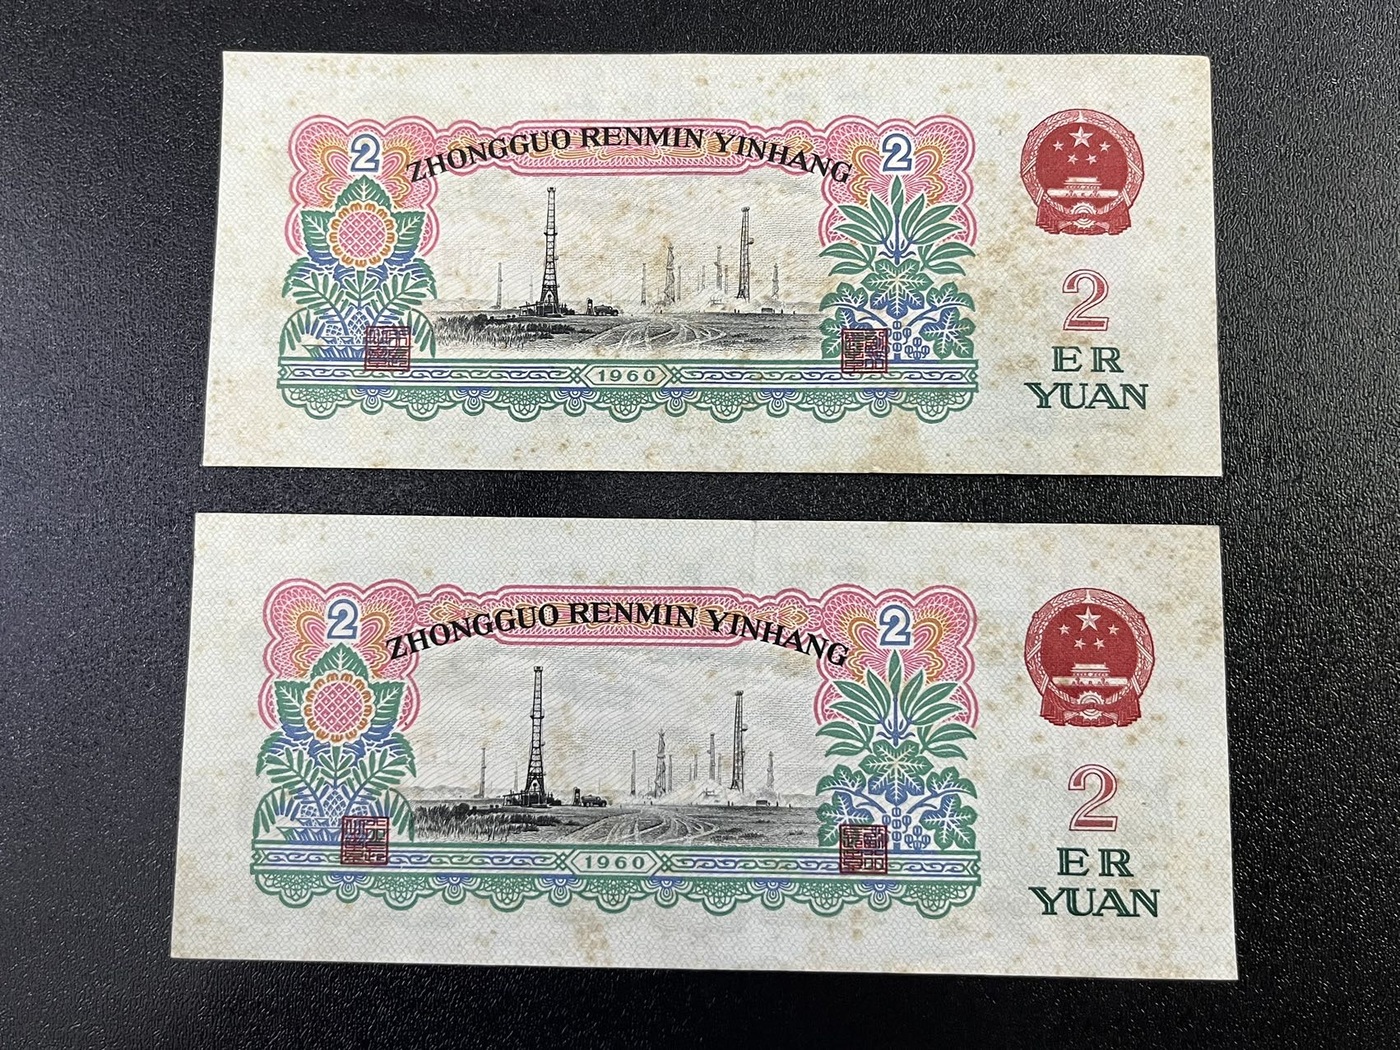 2 ZHONGGUO RENMIN YINHANG 2
1960
2
ER
YUAN
2 ZHONGGUO RENMIN YINHANG 2
1960
2
ER
YUAN